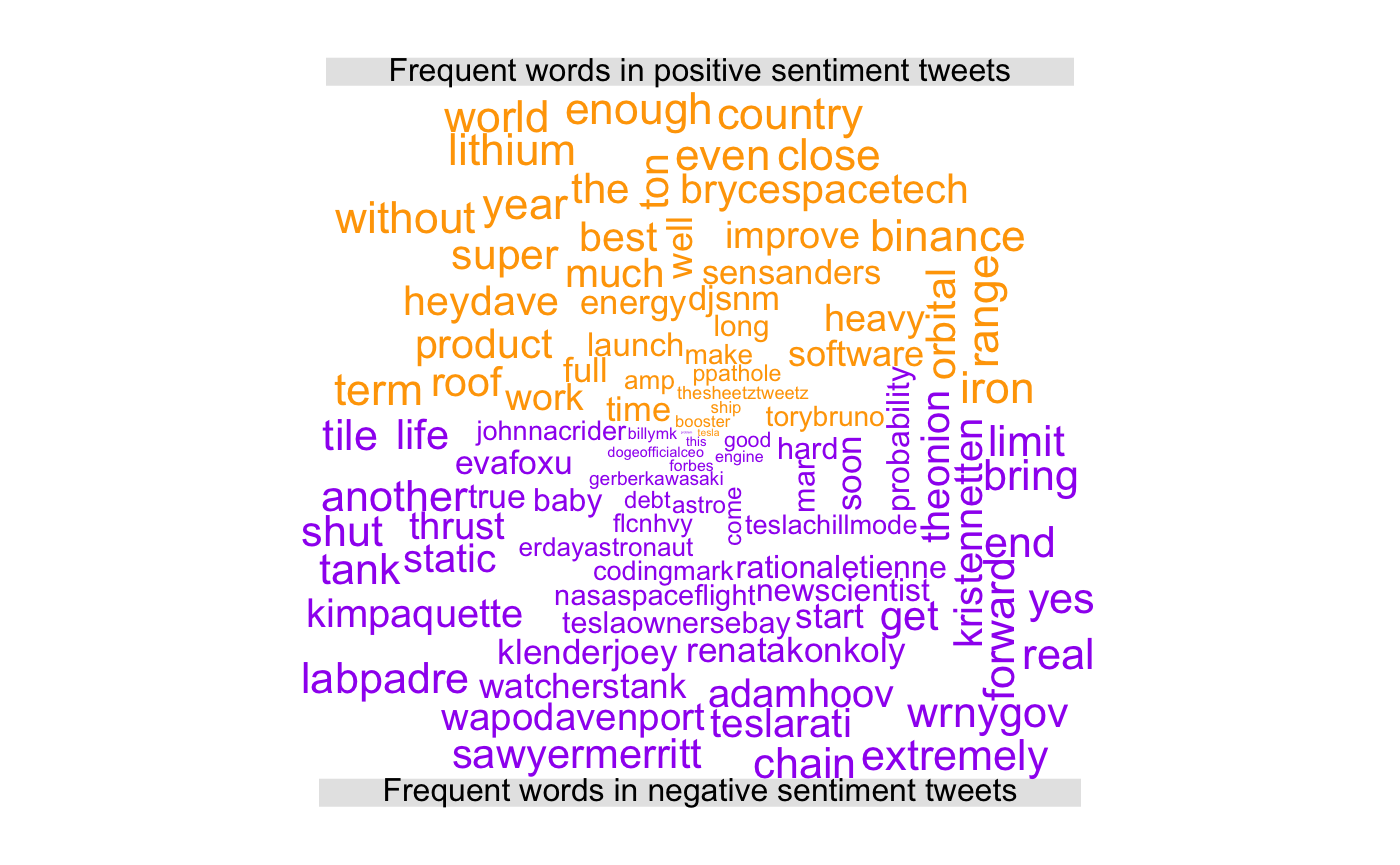 Frequent words in positive sentiment tweets
world enough country
lithium even close
the ton brycespacetech
without year
best well improve binance
super much sensanders
heydave energy djsnm orbital range
long heavy
product launch make software
full ppathole
term roof work amp thesheetztweetz iron
time ship torybruno
booster tesla
tile life johnnacrider billymk this good hard probability theonion kristennetten limit
dogeofficialceo engine
evafoxu forbes mar soon bring
gerberkawasaki
another true baby debt astro
shut thrust flcnhvy come teslachillmode
erdayastronaut end
tank static codingmark rationaletienne
nasaspaceflight newscientist forward yes
kimpaquette teslaownersebay start get
klenderjoey renatakonkoly real
labpadre watcherstank adamhoov
wapodavenport teslarati wrnygov
sawyermerritt chain extremely
Frequent words in negative sentiment tweets